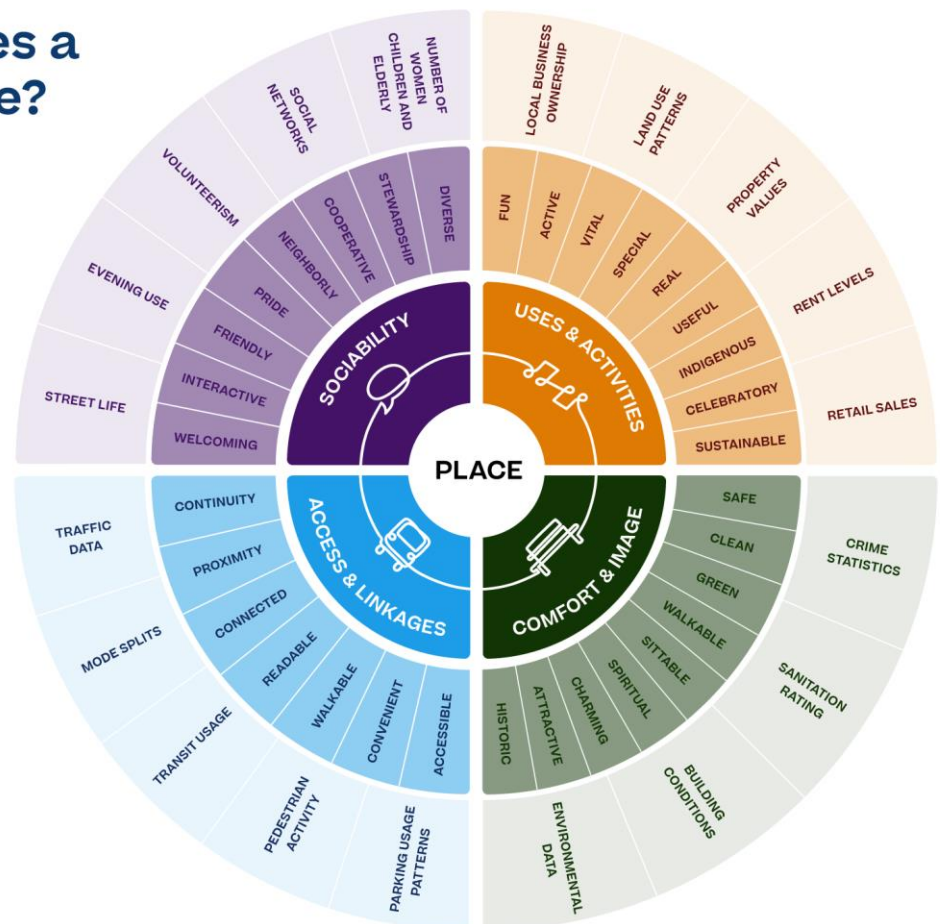 es a
e?
NUMBER OF
WOMEN
CHILDREN AND
ELDERLY
SOCIAL
NETWORKS
VOLUNTEERISM
EVENING USE
STREET LIFE
DIVERSE
STEWARDSHIP
COOPERATIVE
NEIGHBORLY
PRIDE
FRIENDLY
INTERACTIVE
WELCOMING
SOCIABILITY
LOCAL BUSINESS
OWNERSHIP
LAND USE
PATTERNS
PROPERTY
VALUES
RENT LEVELS
RETAIL SALES
FUN
ACTIVE
VITAL
SPECIAL
REAL
USEFUL
INDIGENOUS
CELEBRATORY
SUSTAINABLE
USES & ACTIVITIES
PLACE
ACCESS & LINKAGES
CONTINUITY
PROXIMITY
CONNECTED
READABLE
WALKABLE
CONVENIENT
ACCESSIBLE
TRAFFIC
DATA
MODE SPLITS
TRANSIT USAGE
PEDESTRIAN
ACTIVITY
PARKING USAGE
PATTERNS
COMFORT & IMAGE
SAFE
CLEAN
GREEN
WALKABLE
SITTABLE
SPIRITUAL
CHARMING
ATTRACTIVE
HISTORIC
CRIME
STATISTICS
SANITATION
RATING
BUILDING
CONDITIONS
ENVIRONMENTAL
DATA